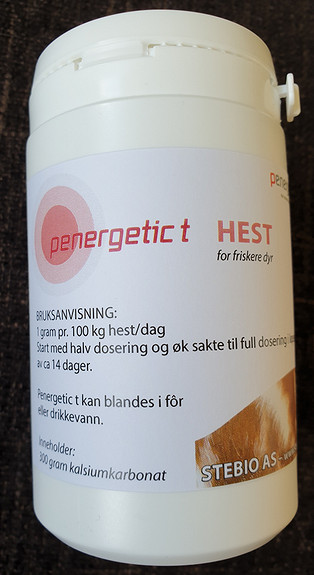 penergetic t HEST
for friskere dyr
BRUKSANVISNING:
1 gram pr. 100 kg hest/dag
Start med halv dosering og øk sakte til full dosering
av ca 14 dager.
Penergetic t kan blandes i fôr
eller drikkevann.
Inneholder:
300 gram kalsiumkarbonat
STEBIO AS -